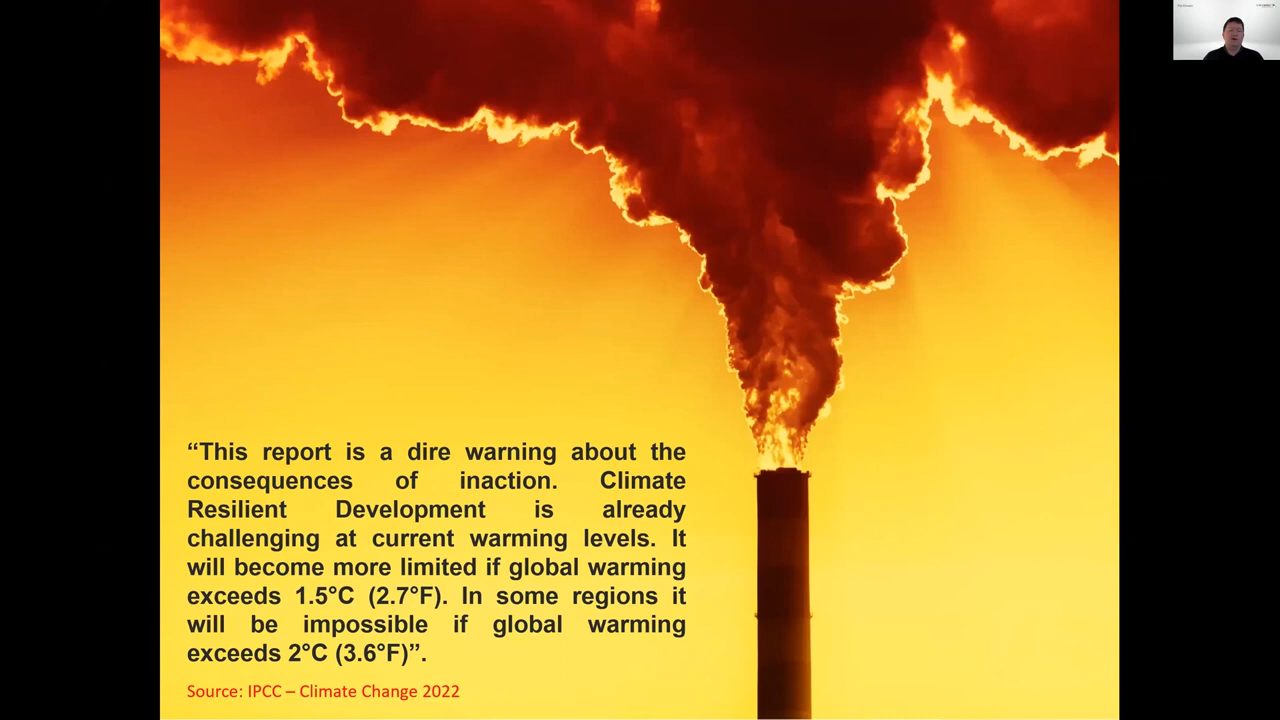 “This report is a dire warning about the
consequences of inaction. Climate
Resilient Development is already
challenging at current warming levels. It
will become more limited if global warming
exceeds 1.5°C (2.7°F). In some regions it
will be impossible if global warming
exceeds 2°C (3.6°F)”.
Source: IPCC – Climate Change 2022